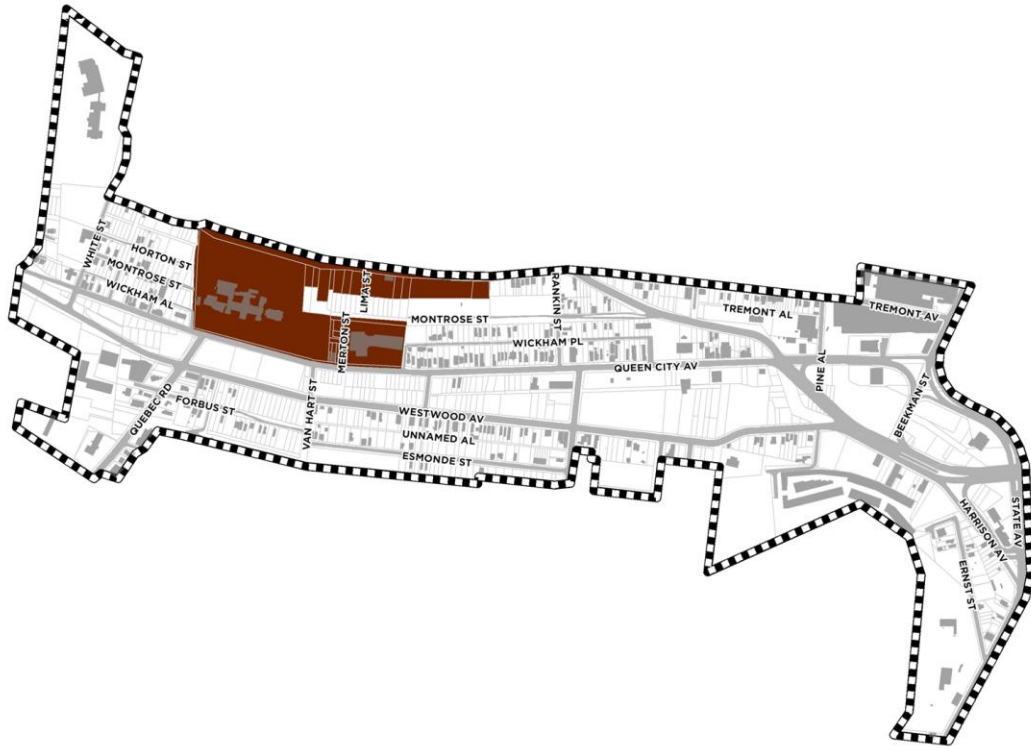 WHITE ST
HORTON ST
MONTROSE ST
WICKHAM AL
LIMA ST
MERTON ST
MONTROSE ST
RANKIN ST
WICKHAM PL
TREMONT AL
TREMONT AV
PINE AL
QUEEN CITY AV
BEEKMAN ST
QUEBEC RD
FORBUS ST
VAN HART ST
WESTWOOD AV
UNNAMED AL
ESMONDE ST
HARRISON AV
STATE AV
ERNST ST